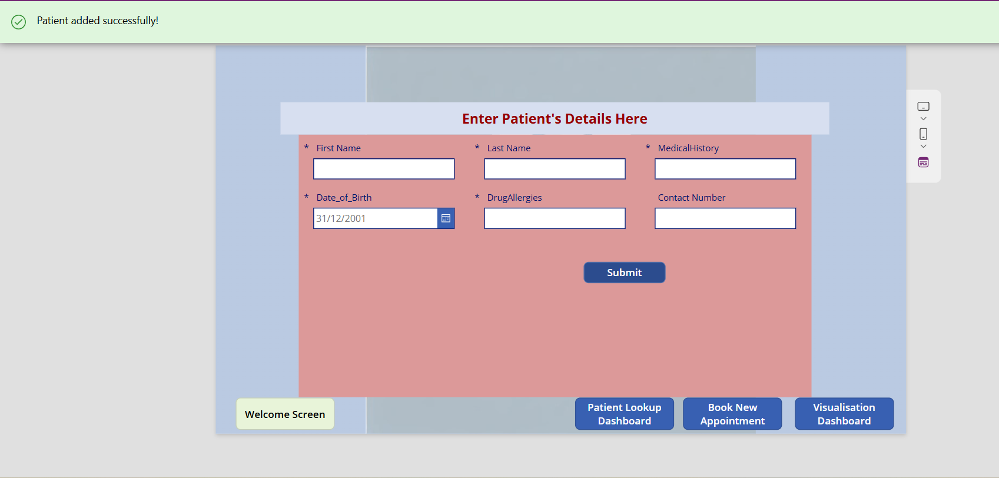 Patient added successfully!
Enter Patient's Details Here
* First Name
* Last Name
* MedicalHistory
* Date_of_Birth
* DrugAllergies
Contact Number
31/12/2001
Submit
Welcome Screen
Patient Lookup
Dashboard
Book New
Appointment
Visualisation
Dashboard